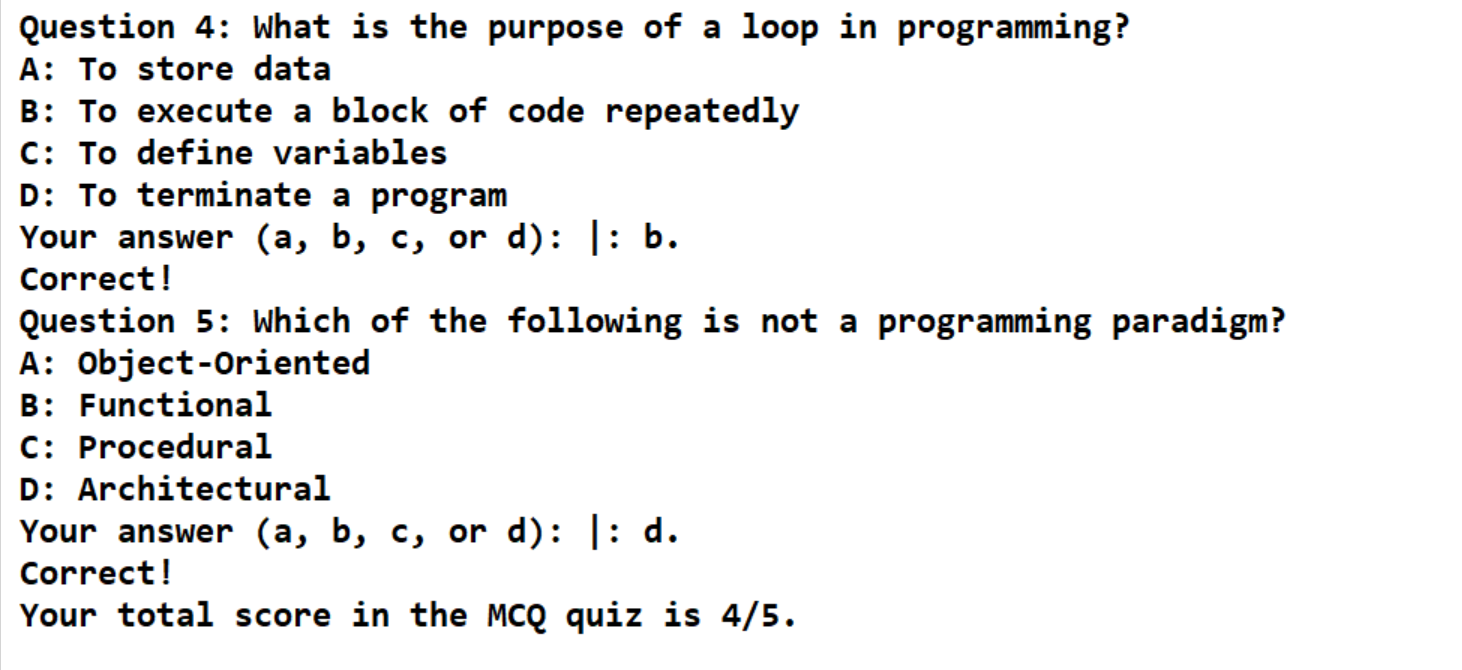 Question 4: What is the purpose of a loop in programming?
A: To store data
B: To execute a block of code repeatedly
C: To define variables
D: To terminate a program
Your answer (a, b, c, or d): |: b.
Correct!
Question 5: Which of the following is not a programming paradigm?
A: Object-Oriented
B: Functional
C: Procedural
D: Architectural
Your answer (a, b, c, or d): |: d.
Correct!
Your total score in the MCQ quiz is 4/5.